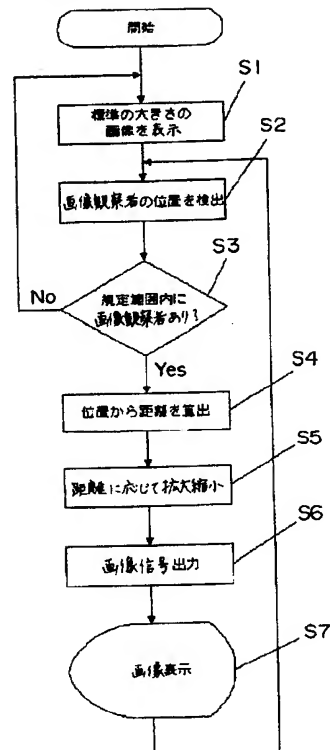 開始
S1
標準の大きさの
画像を表示
S2
画像観察者の位置を検出
S3
規定範囲内に
画像観察者あり?
No
Yes
S4
位置から距離を算出
S5
距離に応じて拡大縮小
S6
画像信号出力
S7
画像表示